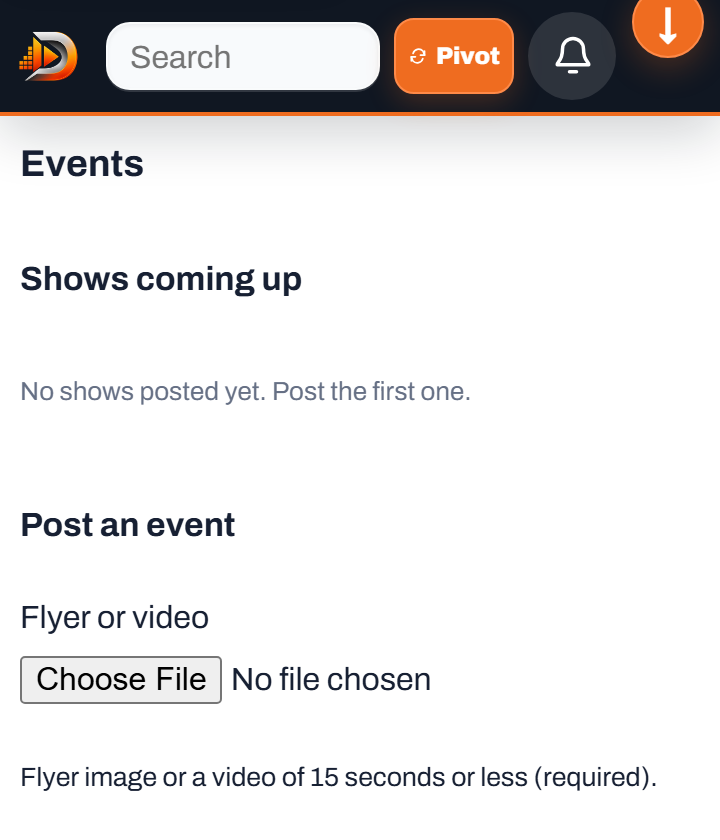 Search
Pivot
Events
Shows coming up
No shows posted yet. Post the first one.
Post an event
Flyer or video
Choose File No file chosen
Flyer image or a video of 15 seconds or less (required).